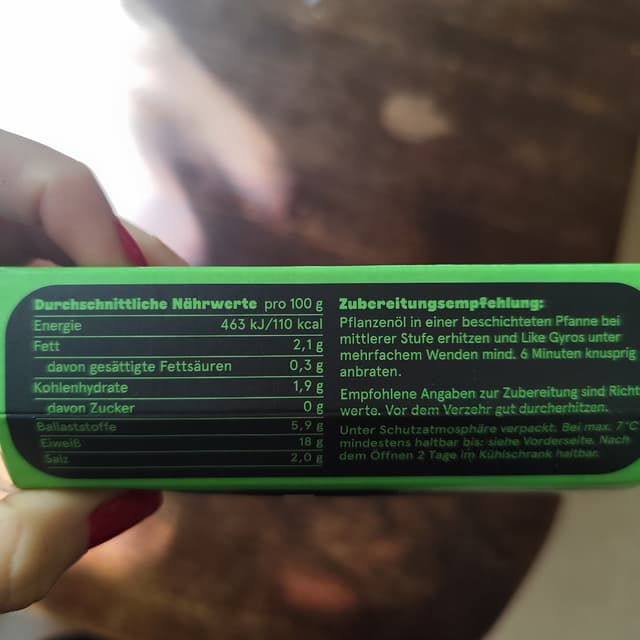 Durchschnittliche Nährwerte pro 100 g
Energie 463 kJ/110 kcal
Fett 2,1 g
davon gesättigte Fettsäuren 0,3 g
Kohlenhydrate 1,9 g
davon Zucker 0 g
Ballaststoffe 5,9 g
Eiweiß 18 g
Salz 2,0 g
Zubereitungsempfehlung:
Pflanzenöl in einer beschichteten Pfanne bei
mittlerer Stufe erhitzen und Like Gyros unter
mehrfachem Wenden mind. 6 Minuten knusprig
anbraten.
Empfohlene Angaben zur Zubereitung sind Richt
werte. Vor dem Verzehr gut durcherhitzen.
Unter Schutzatmosphäre verpackt. Bei max. 7°C
mindestens haltbar bis: siehe Vorderseite. Nach
dem Öffnen 2 Tage im Kühlschrank haltbar.